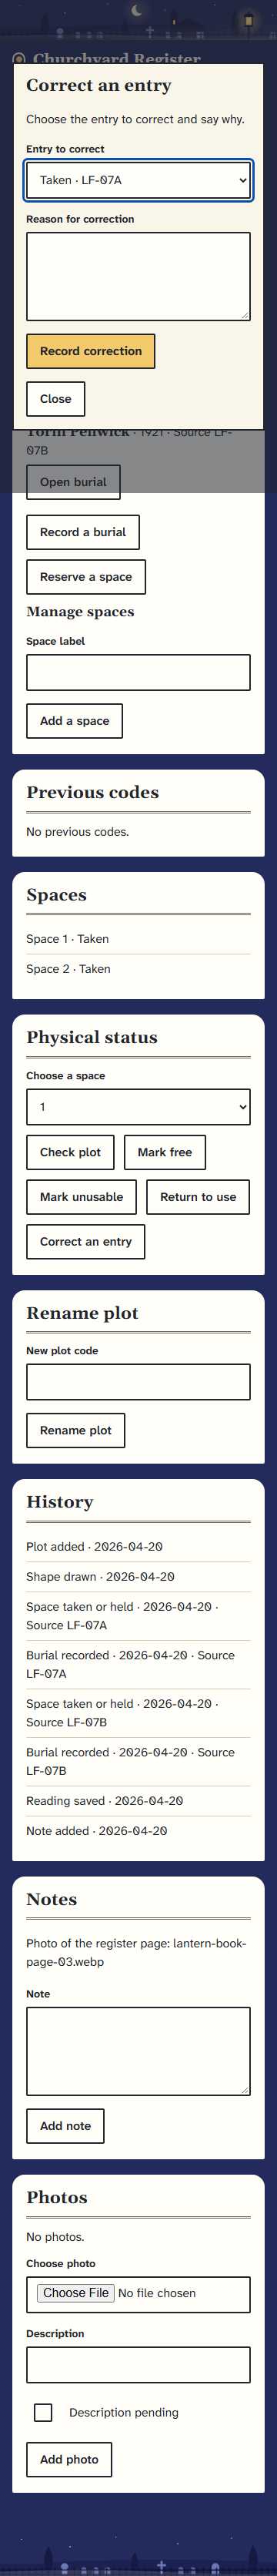 Churchyard Register
Correct an entry
Choose the entry to correct and say why.
Entry to correct
Taken · LF-07A
Reason for correction
Record correction
Close
Torin Penwick · 1921 · Source LF-
07B
Open burial
Record a burial
Reserve a space
Manage spaces
Space label
Add a space
Previous codes
No previous codes.
Spaces
Space 1 · Taken
Space 2 · Taken
Physical status
Choose a space
1
Check plot
Mark free
Mark unusable
Return to use
Correct an entry
Rename plot
New plot code
Rename plot
History
Plot added · 2026-04-20
Shape drawn · 2026-04-20
Space taken or held · 2026-04-20 ·
Source LF-07A
Burial recorded · 2026-04-20 · Source
LF-07A
Space taken or held · 2026-04-20 ·
Source LF-07B
Burial recorded · 2026-04-20 · Source
LF-07B
Reading saved · 2026-04-20
Note added · 2026-04-20
Notes
Photo of the register page: lantern-book-
page-03.webp
Note
Add note
Photos
No photos.
Choose photo
Choose File No file chosen
Description
Description pending
Add photo